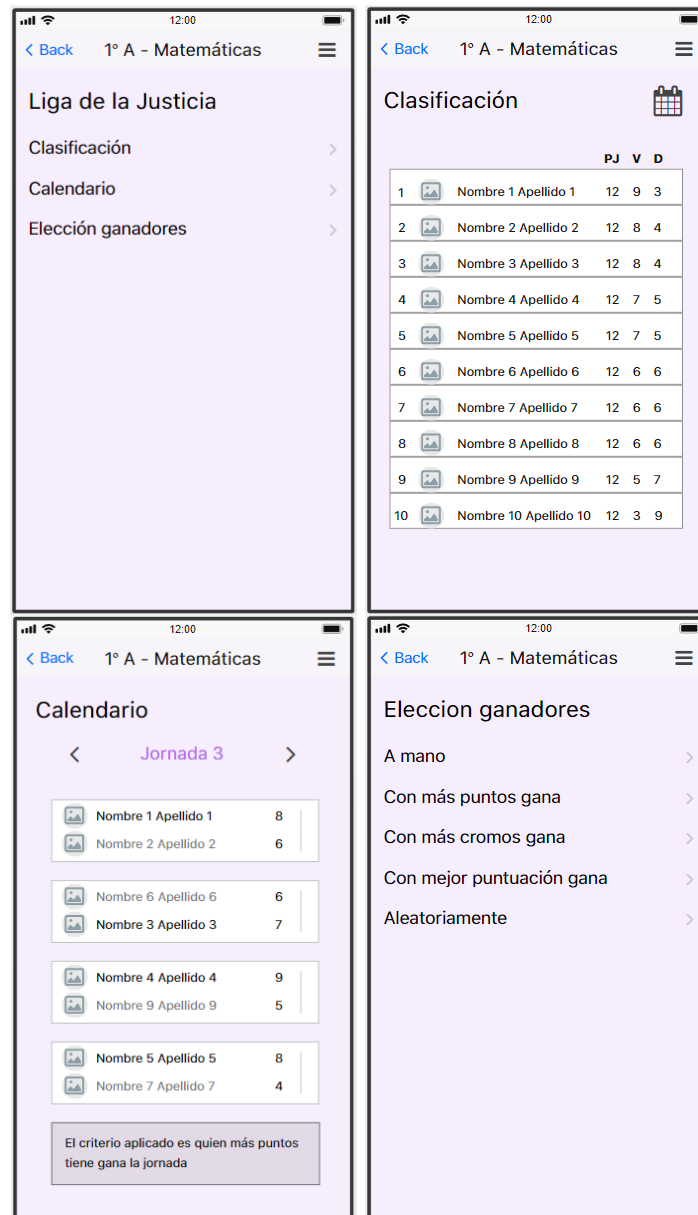 12:00
Back 1° A - Matemáticas
Liga de la Justicia
Clasificación
Calendario
Elección ganadores
12:00
Back 1° A - Matemáticas
Clasificación
PJ V D
1 Nombre 1 Apellido 1 12 9 3
2 Nombre 2 Apellido 2 12 8 4
3 Nombre 3 Apellido 3 12 8 4
4 Nombre 4 Apellido 4 12 7 5
5 Nombre 5 Apellido 5 12 7 5
6 Nombre 6 Apellido 6 12 6 6
7 Nombre 7 Apellido 7 12 6 6
8 Nombre 8 Apellido 8 12 6 6
9 Nombre 9 Apellido 9 12 5 7
10 Nombre 10 Apellido 10 12 3 9
12:00
Back 1° A - Matemáticas
Calendario
Jornada 3
Nombre 1 Apellido 1 8
Nombre 2 Apellido 2 6
Nombre 6 Apellido 6 6
Nombre 3 Apellido 3 7
Nombre 4 Apellido 4 9
Nombre 9 Apellido 9 5
Nombre 5 Apellido 5 8
Nombre 7 Apellido 7 4
El criterio aplicado es quien más puntos
tiene gana la jornada
12:00
Back 1° A - Matemáticas
Eleccion ganadores
A mano
Con más puntos gana
Con más cromos gana
Con mejor puntuación gana
Aleatoriamente